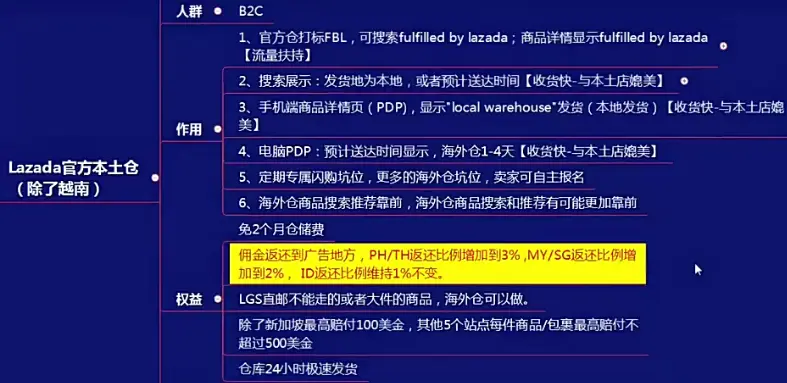 人群
B2C
1、官方仓打标FBL，可搜索fulfilled by lazada；商品详情显示fulfilled by lazada
【流量扶持】
2、搜索展示：发货地为本地，或者预计送达时间【收货快-与本土店媲美】
3、手机端商品详情页（PDP)，显示"local warehouse"发货（本地发货）【收货快-与本土店媲
美】
作用
4、电脑PDP：预计送达时间显示，海外仓1-4天【收货快-与本土店媲美】
Lazada官方本土仓
（除了越南）
5、定期专属闪购坑位，更多的海外仓坑位，卖家可自主报名
6、海外仓商品搜索推荐靠前，海外仓商品搜索和推荐有可能更加靠前
免2个月仓储费
佣金返还到广告地方，PH/TH返还比例增加到3% ,MY/SG返还比例增
加到2%， ID返还比例维持1%不变。
权益
LGS直邮不能走的或者大件的商品，海外仓可以做。
除了新加坡最高赔付100美金，其他5个站点每件商品/包裹最高赔付不
超过500美金
仓库24小时极速发货